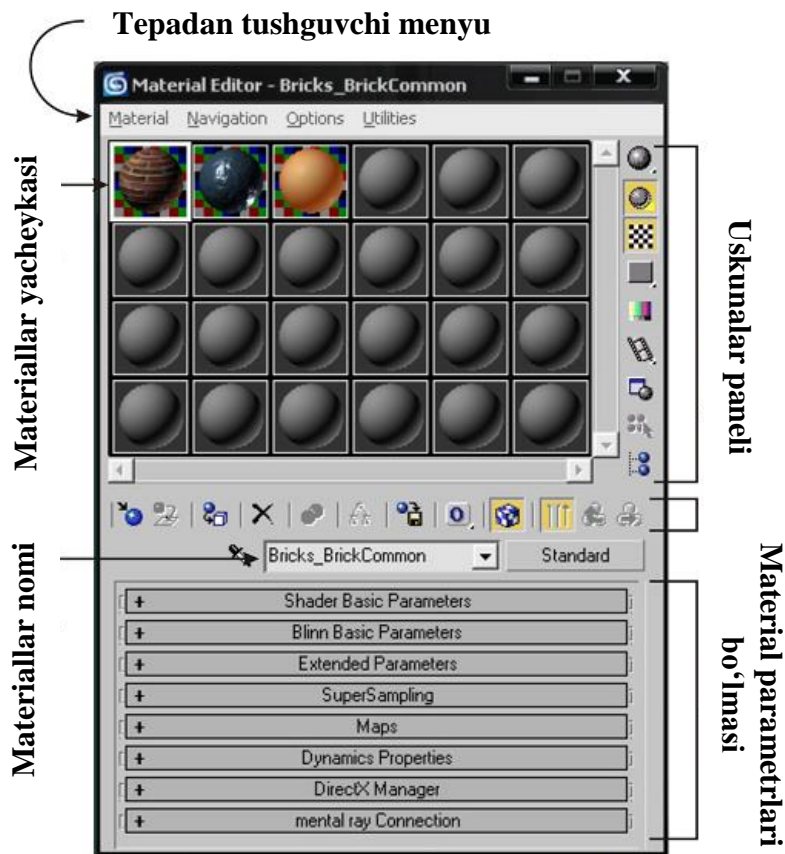 Tepadan tushguvchi menyu
Material Editor - Bricks_BrickCommon
Material Navigation Options Utilities
Materiallar yacheykasi
Uskunalar paneli
Materiallar nomi
Bricks_BrickCommon
Standard
Shader Basic Parameters
Blinn Basic Parameters
Extended Parameters
SuperSampling
Maps
Dynamics Properties
DirectX Manager
mental ray Connection
Material parametrlari
bo‘lmasi